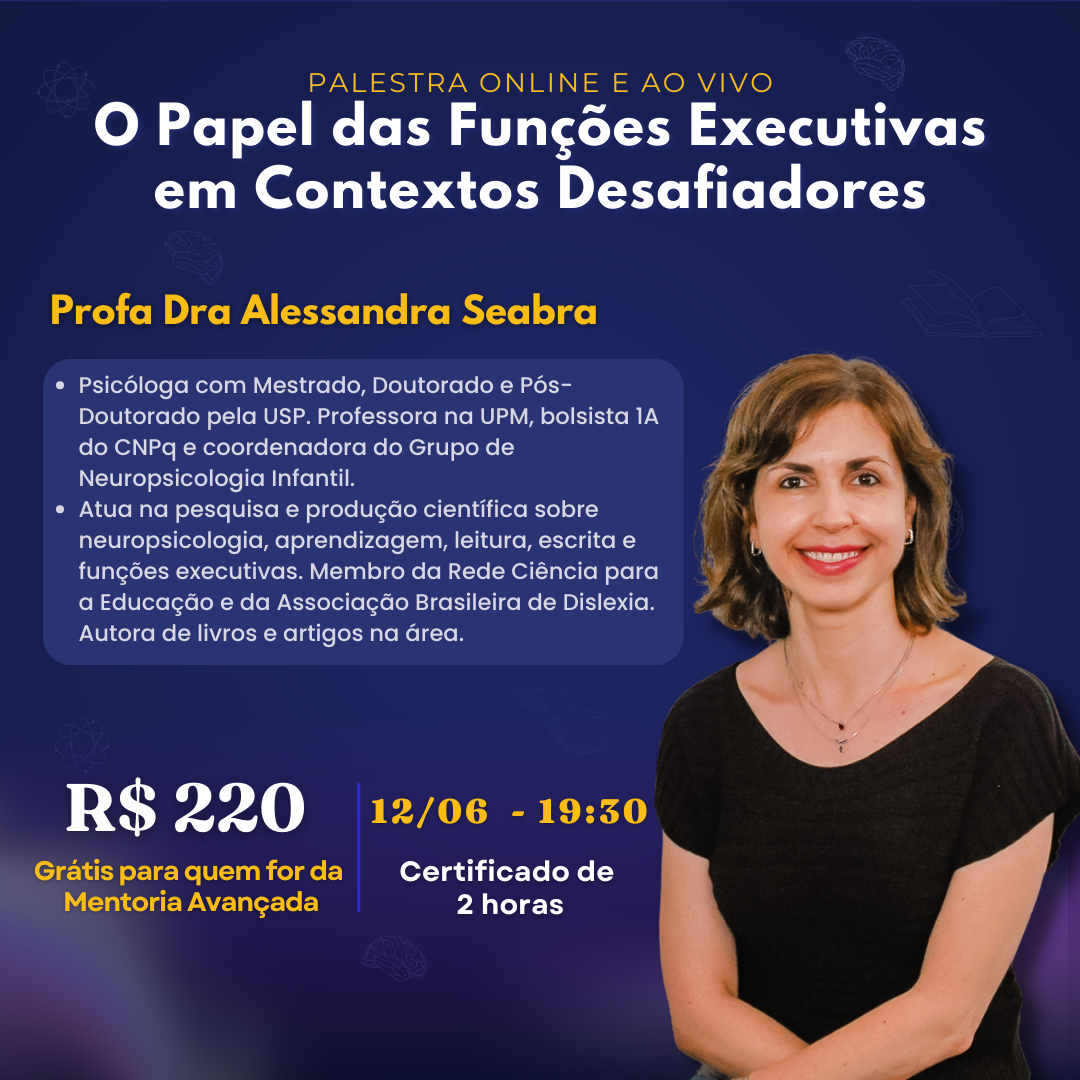 PALESTRA ONLINE E AO VIVO
O Papel das Funções Executivas
em Contextos Desafiadores
Profa Dra Alessandra Seabra
• Psicóloga com Mestrado, Doutorado e Pós-
Doutorado pela USP. Professora na UPM, bolsista 1A
do CNPq e coordenadora do Grupo de
Neuropsicologia Infantil.
• Atua na pesquisa e produção científica sobre
neuropsicologia, aprendizagem, leitura, escrita e
funções executivas. Membro da Rede Ciência para
a Educação e da Associação Brasileira de Dislexia.
Autora de livros e artigos na área.
R$ 220
Grátis para quem for da
Mentoria Avançada
12/06 - 19:30
Certificado de
2 horas